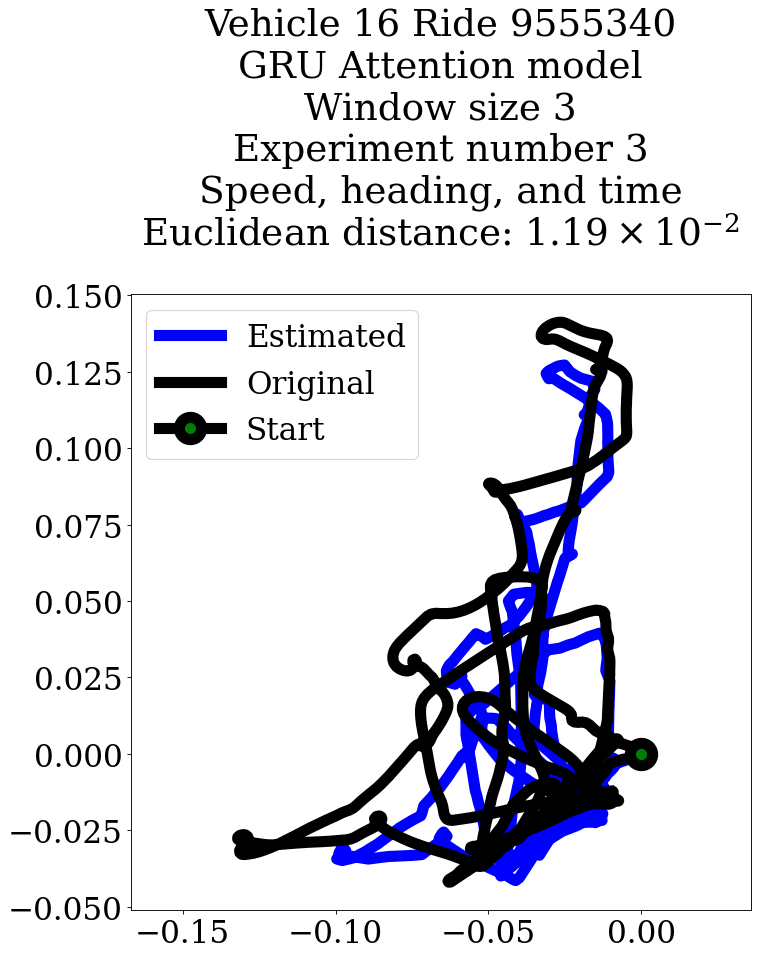 Vehicle 16 Ride 9555340
GRU Attention model
Window size 3
Experiment number 3
Speed, heading, and time
Euclidean distance: 1.19 × 10⁻²
0.150
0.125
0.100
0.075
0.050
0.025
0.000
−0.025
−0.050
Estimated
Original
Start
−0.15
−0.10
−0.05
0.00